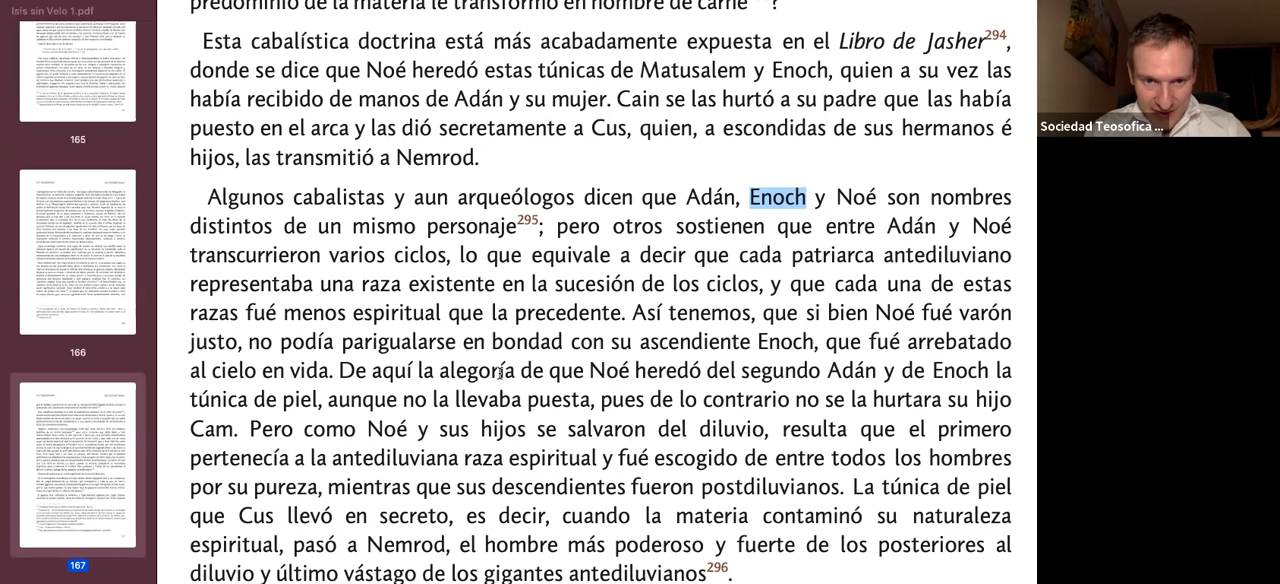 Isis sin Velo 1.pdf
predominio de la materia le transformó en hombre de carne
Esta cabalística doctrina está más acabadamente expuesta en el Libro de Jasher294,
donde se dice que Noé heredó estas túnicas de Matusalem y Enoch, quien a su vez las
había recibido de manos de Adán y su mujer. Cain se las hurtó a su padre que las había
puesto en el arca y las dió secretamente a Cus, quien, a escondidas de sus hermanos é
hijos, las transmitió a Nemrod.
Algunos cabalistas y aun arqueólogos dicen que Adán, Enoch y Noé son nombres
distintos de un mismo personaje295; pero otros sostienen que entre Adán y Noé
transcurrieron varios ciclos, lo que equivale a decir que cada patriarca antediluviano
representaba una raza existente en la sucesión de los ciclos, y que cada una de estas
razas fué menos espiritual que la precedente. Así tenemos, que si bien Noé fué varón
justo, no podía parigualarse en bondad con su ascendiente Enoch, que fué arrebatado
al cielo en vida. De aquí la alegoría de que Noé heredó del segundo Adán y de Enoch la
túnica de piel, aunque no la llevaba puesta, pues de lo contrario no se la hurtara su hijo
Cam. Pero como Noé y sus hijos se salvaron del diluvio, resulta que el primero
pertenecía a la antediluviana raza espiritual y fué escogido de entre todos los hombres
por su pureza, mientras que sus descendientes fueron postdiluvianos. La túnica de piel
que Cus llevó en secreto, es decir, cuando la materia contaminó su naturaleza
espiritual, pasó a Nemrod, el hombre más poderoso y fuerte de los posteriores al
diluvio y último vástago de los gigantes antediluvianos296.
165
166
167
Sociedad Teosofica ...